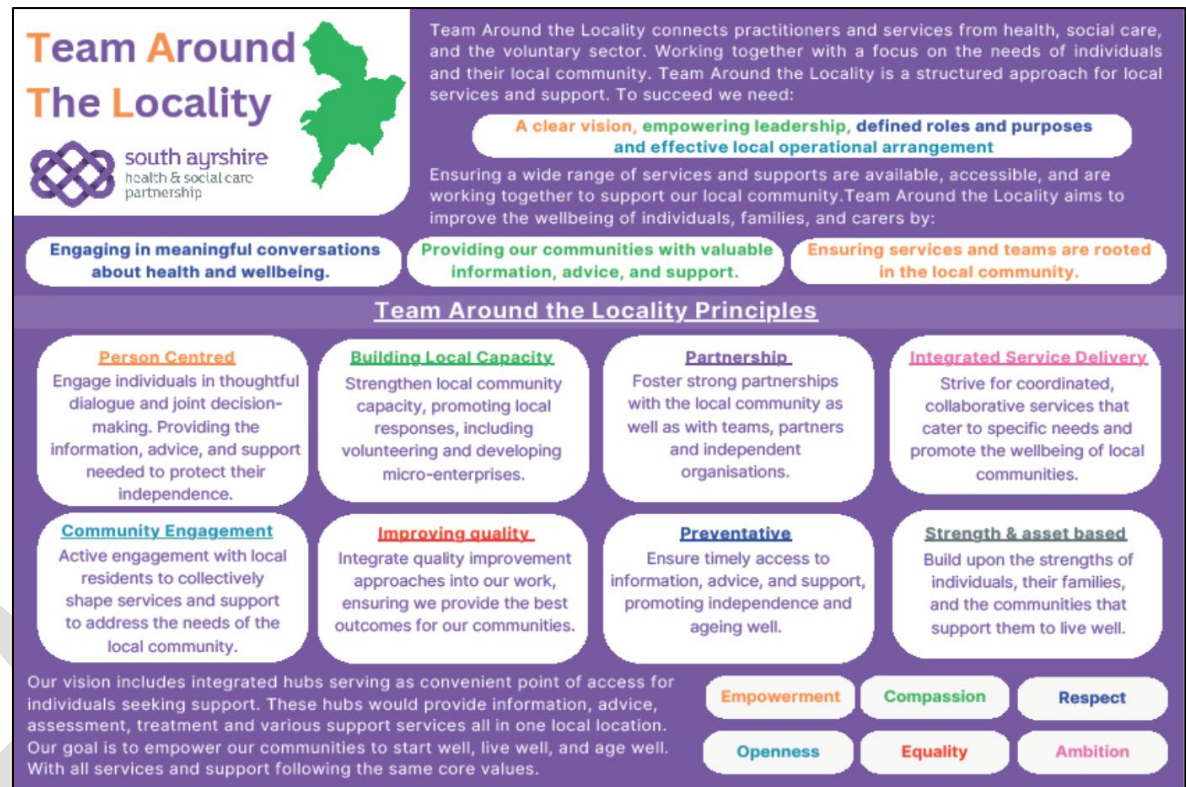 Team Around
The Locality
south ayrshire
health & social care
partnership
Team Around the Locality connects practitioners and services from health, social care,
and the voluntary sector. Working together with a focus on the needs of individuals
and their local community. Team Around the Locality is a structured approach for local
services and support. To succeed we need:
A clear vision, empowering leadership, defined roles and purposes
and effective local operational arrangement
Ensuring a wide range of services and supports are available, accessible, and are
working together to support our local community.Team Around the Locality aims to
improve the wellbeing of individuals, families, and carers by:
Engaging in meaningful conversations
about health and wellbeing.
Providing our communities with valuable
information, advice, and support.
Ensuring services and teams are rooted
in the local community.
Team Around the Locality Principles
Person Centred
Engage individuals in thoughtful
dialogue and joint decision-
making. Providing the
information, advice, and support
needed to protect their
independence.
Building Local Capacity
Strengthen local community
capacity, promoting local
responses, including
volunteering and developing
micro-enterprises.
Partnership
Foster strong partnerships
with the local community as
well as with teams, partners
and independent
organisations.
Integrated Service Delivery
Strive for coordinated,
collaborative services that
cater to specific needs and
promote the wellbeing of local
communities.
Community Engagement
Active engagement with local
residents to collectively
shape services and support
to address the needs of the
local community.
Improving quality
Integrate quality improvement
approaches into our work,
ensuring we provide the best
outcomes for our communities.
Preventative
Ensure timely access to
information, advice, and support,
promoting independence and
ageing well.
Strength & asset based
Build upon the strengths of
individuals, their families,
and the communities that
support them to live well.
Our vision includes integrated hubs serving as convenient point of access for
individuals seeking support. These hubs would provide information, advice,
assessment, treatment and various support services all in one local location.
Our goal is to empower our communities to start well, live well, and age well.
With all services and support following the same core values.
Empowerment
Compassion
Respect
Openness
Equality
Ambition